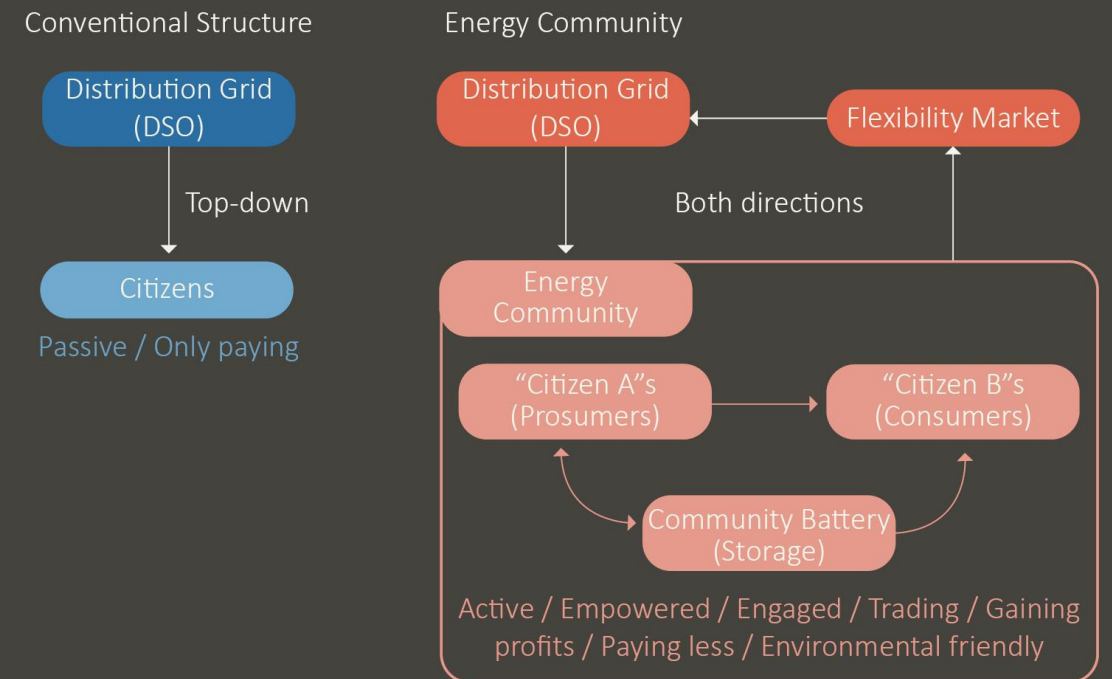 Conventional Structure
Distribution Grid
(DSO)
Top-down
Citizens
Passive / Only paying
Energy Community
Distribution Grid
(DSO)
Flexibility Market
Both directions
Energy
Community
“Citizen A”s
(Prosumers)
“Citizen B”s
(Consumers)
Community Battery
(Storage)
Active / Empowered / Engaged / Trading / Gaining
profits / Paying less / Environmental friendly